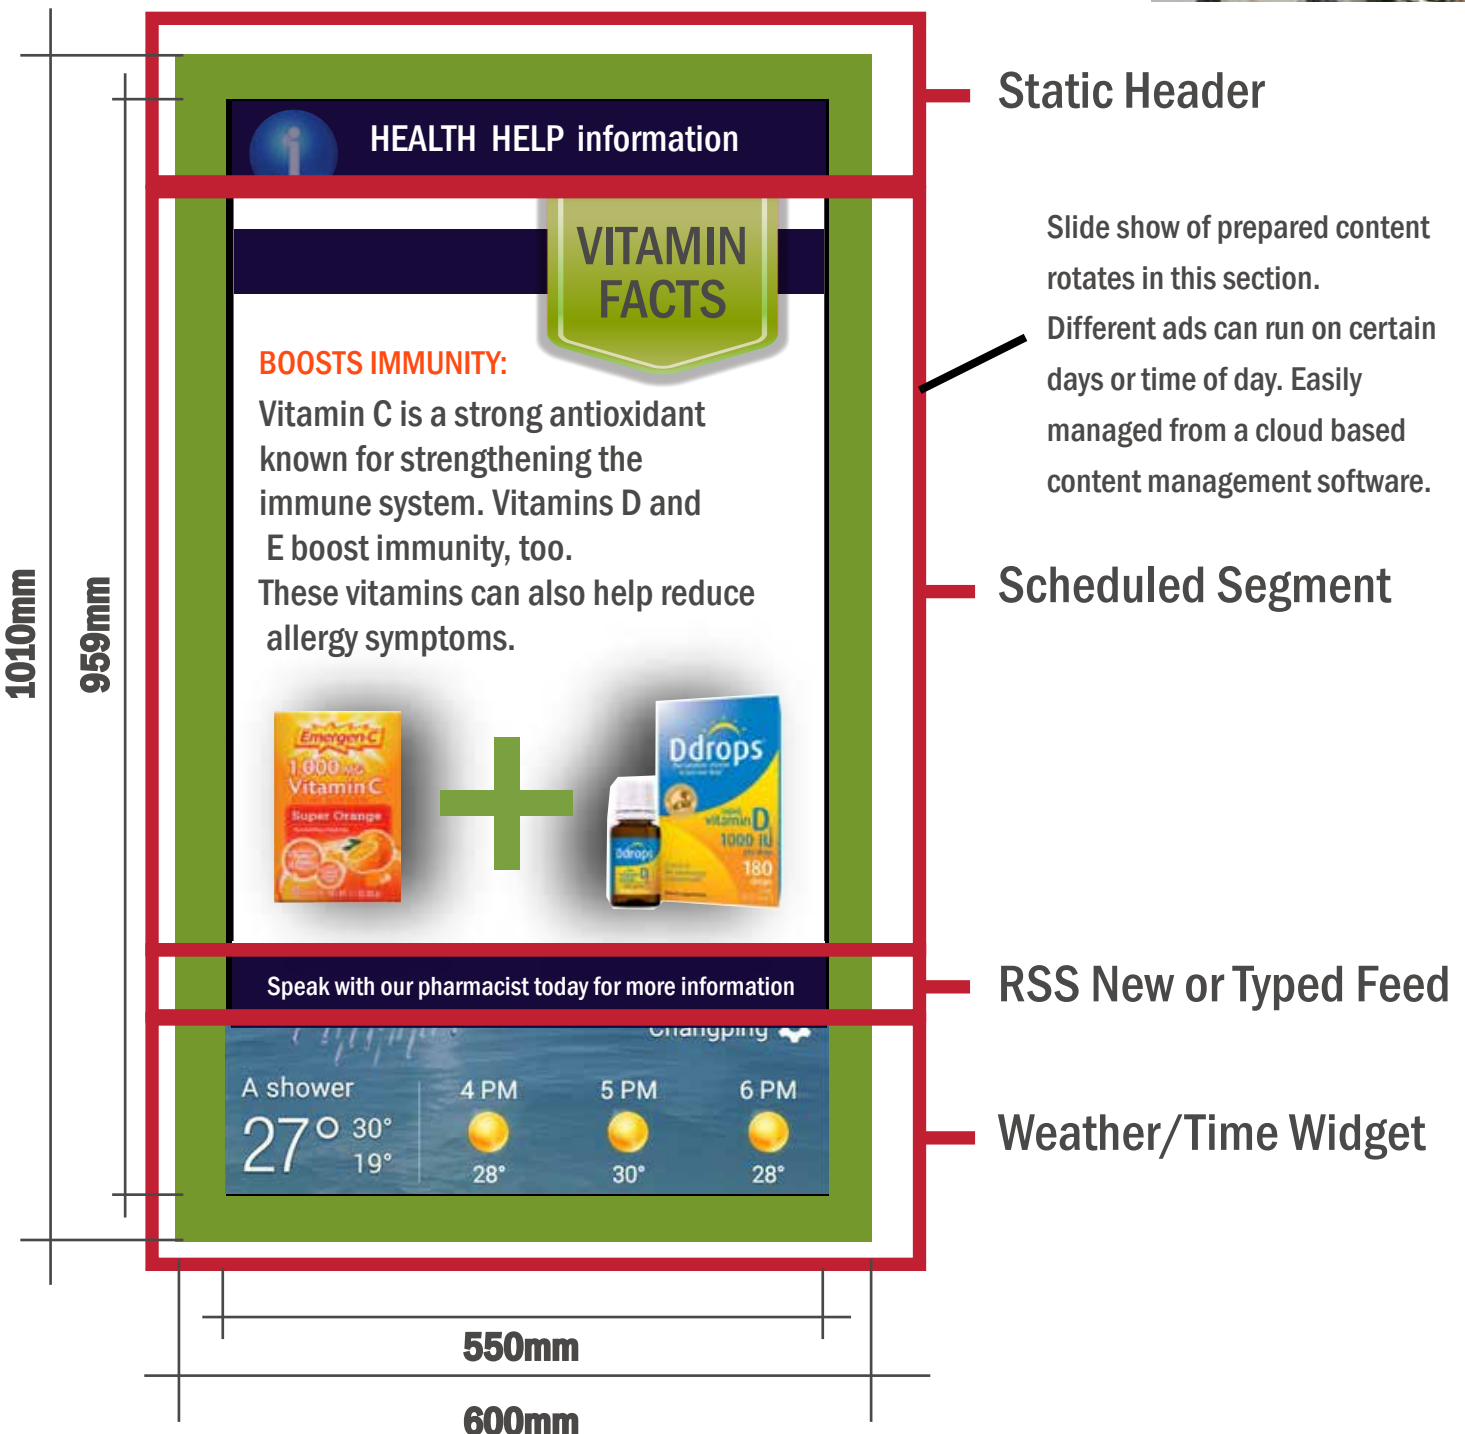 Static Header
HEALTH HELP information
VITAMIN
FACTS
Slide show of prepared content
rotates in this section.
Different ads can run on certain
days or time of day. Easily
managed from a cloud based
content management software.
BOOSTS IMMUNITY:
Vitamin C is a strong antioxidant
known for strengthening the
immune system. Vitamins D and
E boost immunity, too.
These vitamins can also help reduce
allergy symptoms.
Scheduled Segment
1010mm
959mm
Emergen-C
1000 MG
Vitamin C
Super Orange
Ddrops
vitamin D
1000 IU
180
drops
Ddrops
D
Speak with our pharmacist today for more information
RSS New or Typed Feed
Changping
A shower
27° 30°
19°
4 PM
28°
5 PM
30°
6 PM
28°
Weather/Time Widget
550mm
600mm